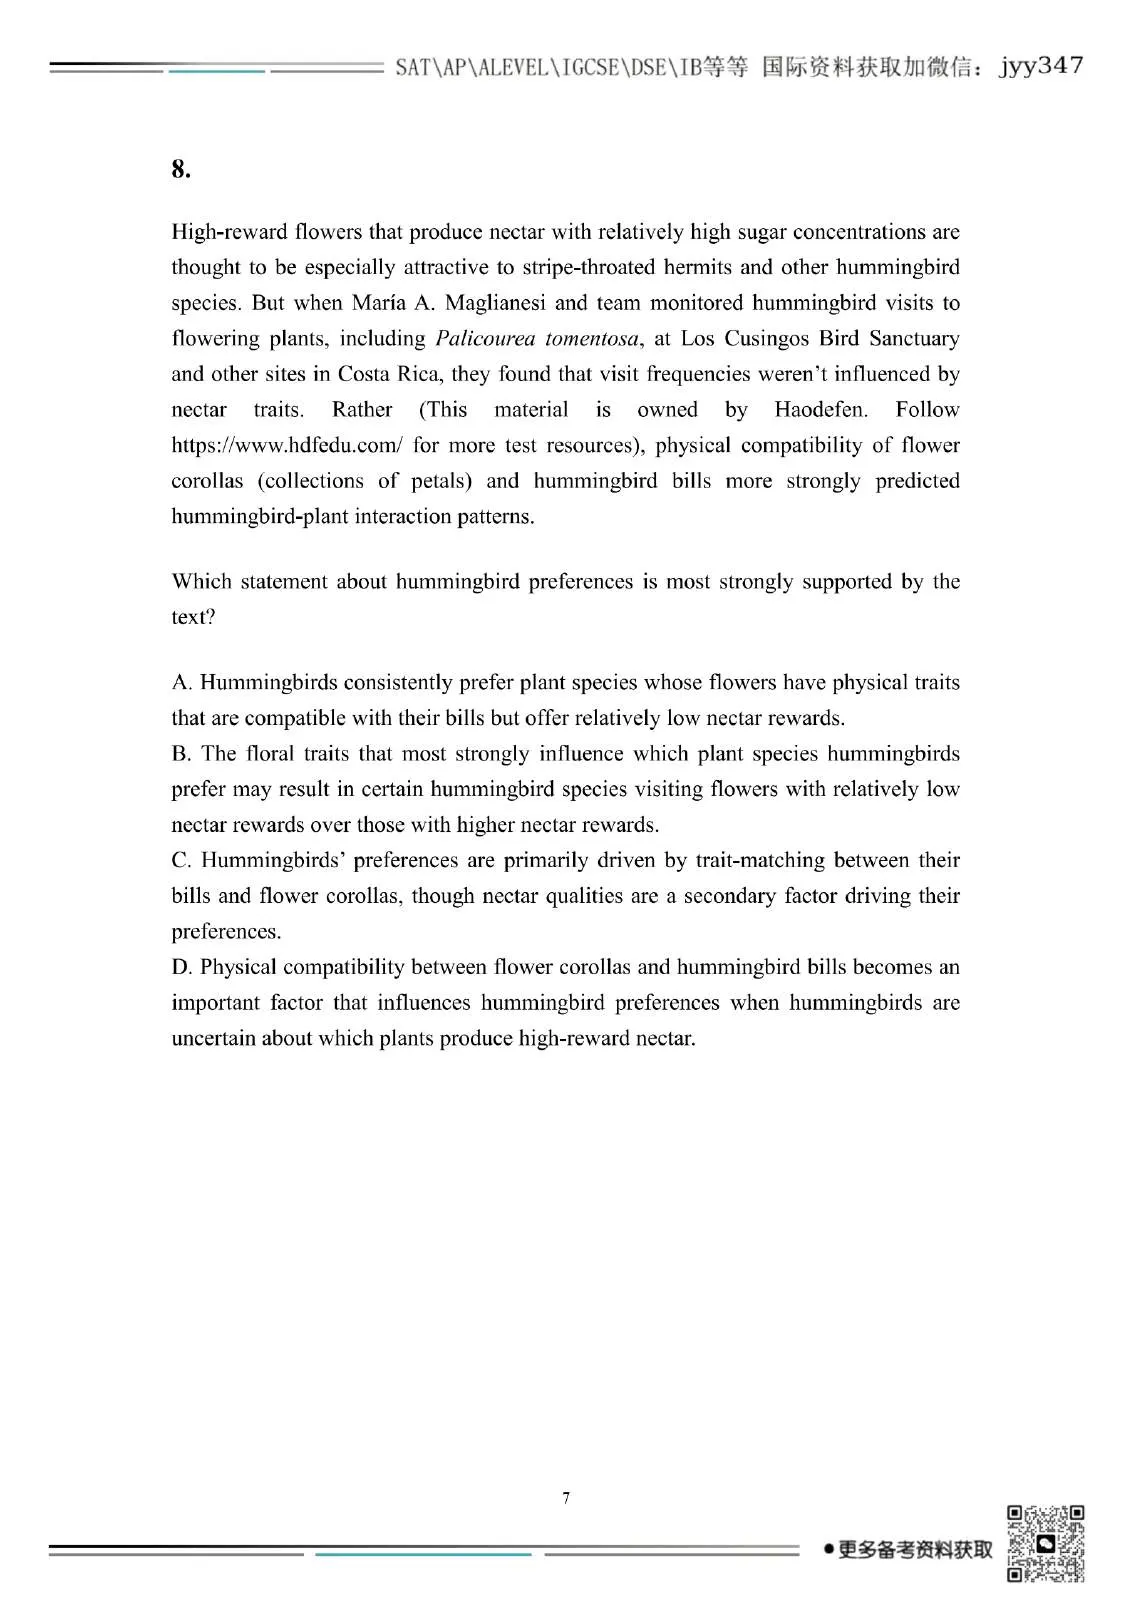 SAT\AP\ALEVEL\IGCSE\DSE\IB等等 国际资料获取加微信：jyy347
8.
High-reward flowers that produce nectar with relatively high sugar concentrations are
thought to be especially attractive to stripe-throated hermits and other hummingbird
species. But when María A. Maglianesi and team monitored hummingbird visits to
flowering plants, including Palicourea tomentosa, at Los Cusingos Bird Sanctuary
and other sites in Costa Rica, they found that visit frequencies weren’t influenced by
nectar traits. Rather (This material is owned by Haodefen. Follow
https://www.hdfedu.com/ for more test resources), physical compatibility of flower
corollas (collections of petals) and hummingbird bills more strongly predicted
hummingbird-plant interaction patterns.
Which statement about hummingbird preferences is most strongly supported by the
text?
A. Hummingbirds consistently prefer plant species whose flowers have physical traits
that are compatible with their bills but offer relatively low nectar rewards.
B. The floral traits that most strongly influence which plant species hummingbirds
prefer may result in certain hummingbird species visiting flowers with relatively low
nectar rewards over those with higher nectar rewards.
C. Hummingbirds’ preferences are primarily driven by trait-matching between their
bills and flower corollas, though nectar qualities are a secondary factor driving their
preferences.
D. Physical compatibility between flower corollas and hummingbird bills becomes an
important factor that influences hummingbird preferences when hummingbirds are
uncertain about which plants produce high-reward nectar.
7
●更多备考资料获取